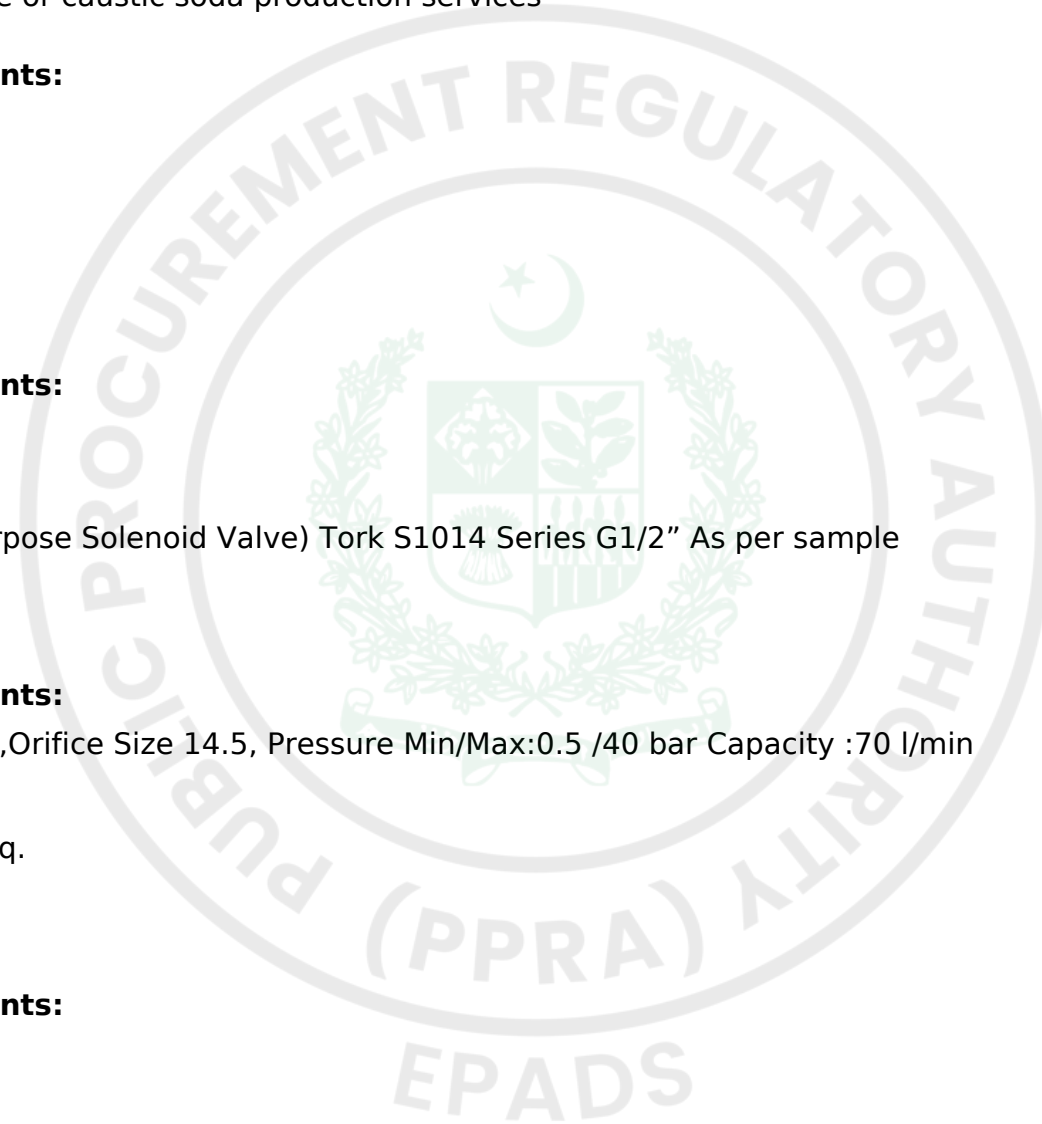 e or caustic soda production services
nts:
nts:
rpose Solenoid Valve) Tork S1014 Series G1/2” As per sample
nts:
,Orifice Size 14.5, Pressure Min/Max:0.5 /40 bar Capacity :70 l/min
q.
nts:
PUBLIC PROCUREMENT REGULATORY AUTHORITY
(PPRA)
EPADS